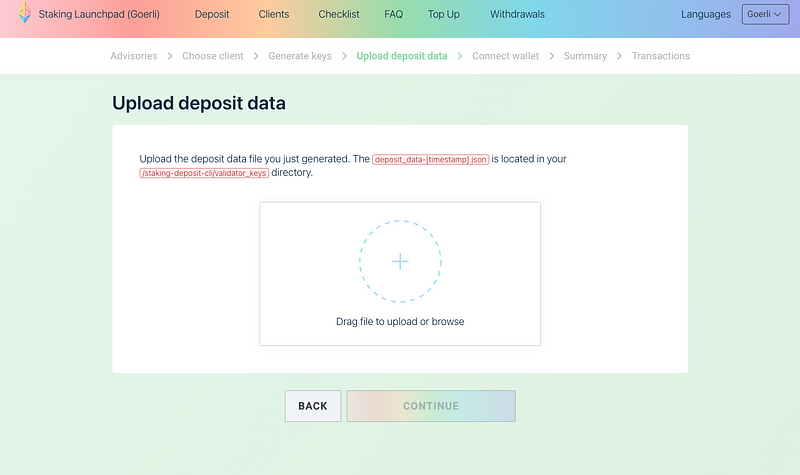 Staking Launchpad (Goerli) Deposit Clients Checklist FAQ Top Up Withdrawals Languages Goerli
Advisories Choose client Generate keys Upload deposit data Connect wallet Summary Transactions
Upload deposit data
Upload the deposit data file you just generated. The deposit_data-[timestamp].json is located in your
/staking-deposit-cli/validator_keys directory.
Drag file to upload or browse
BACK CONTINUE